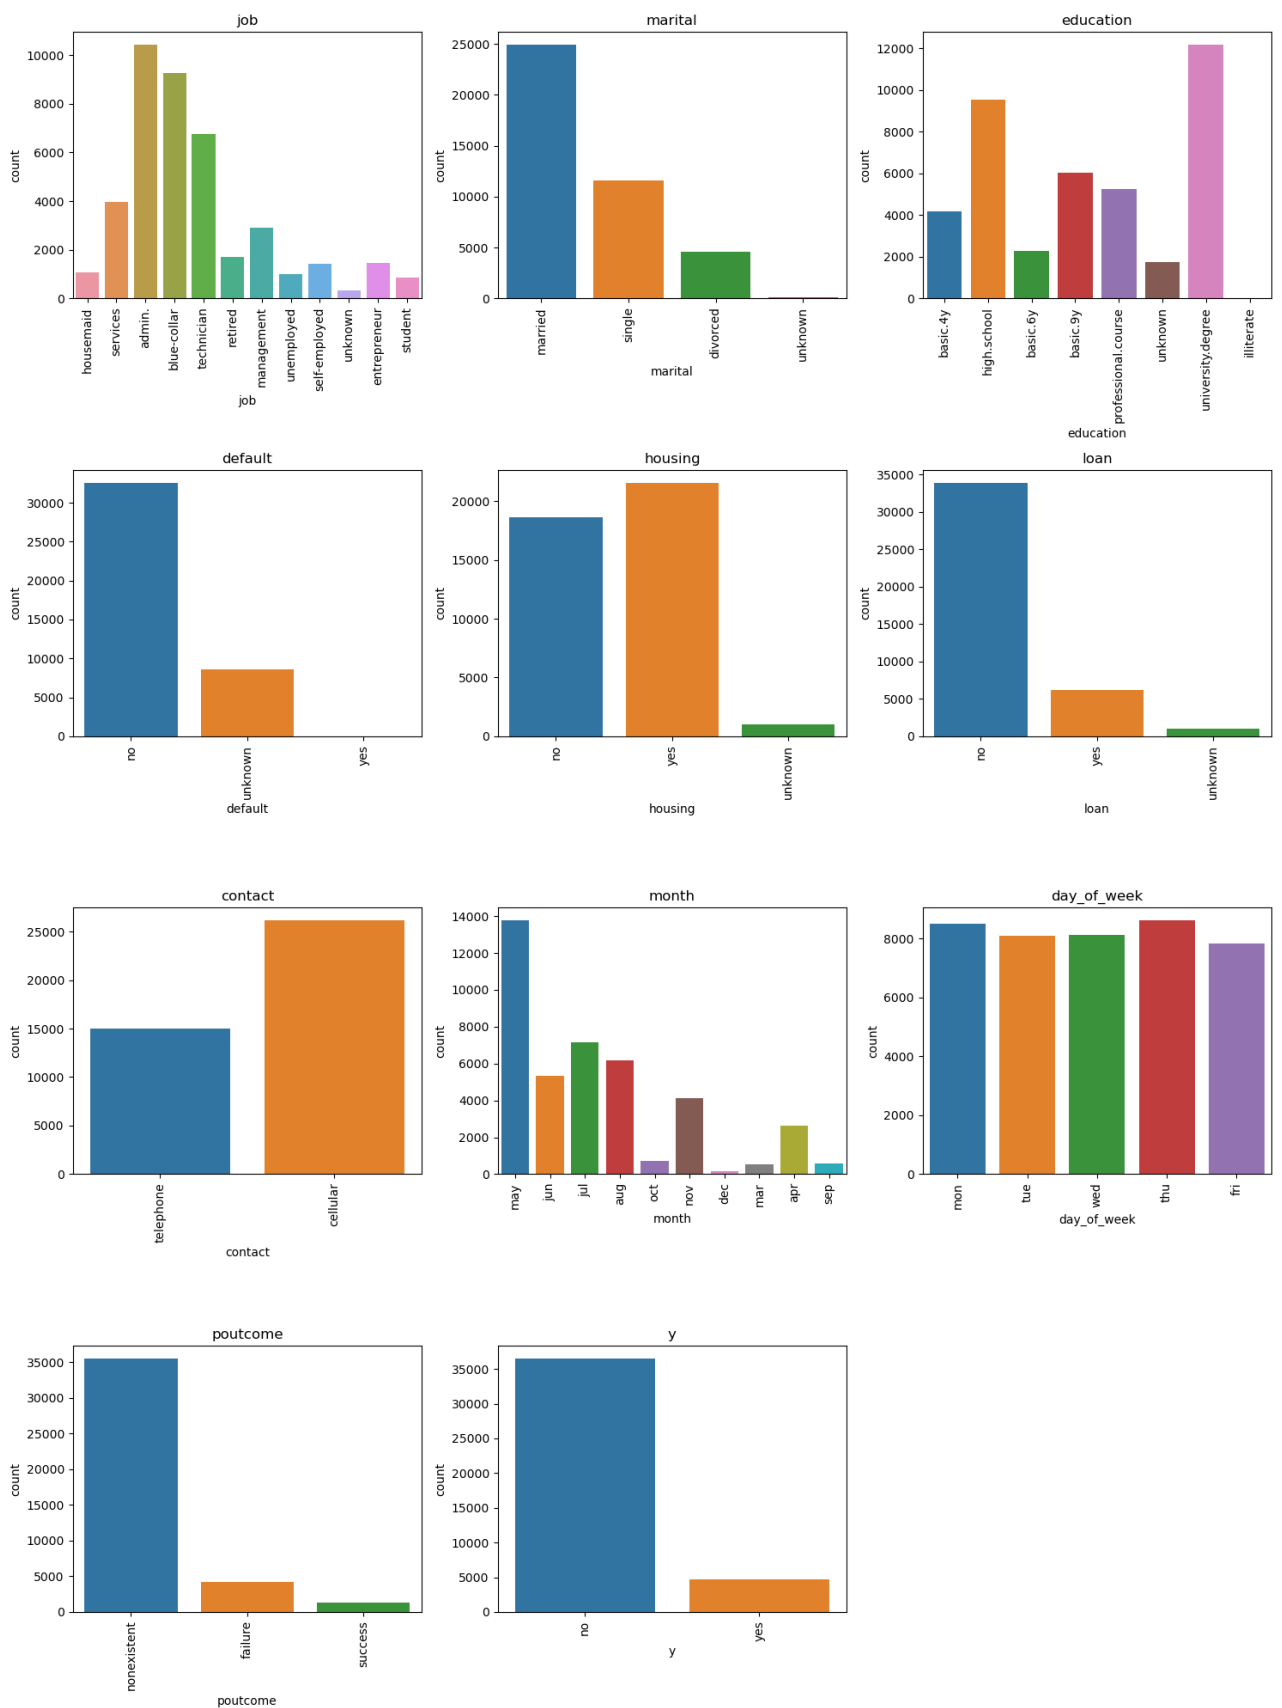 job
10000
8000
6000
4000
2000
0
count
housemaid
services
admin.
blue-collar
technician
retired
management
unemployed
self-employed
unknown
entrepreneur
student
job
marital
25000
20000
15000
10000
5000
0
count
married
single
divorced
unknown
marital
education
12000
10000
8000
6000
4000
2000
0
count
basic.4y
high.school
basic.6y
basic.9y
professional.course
unknown
university.degree
illiterate
education
default
30000
25000
20000
15000
10000
5000
0
count
no
unknown
yes
default
housing
20000
15000
10000
5000
0
count
no
yes
unknown
housing
loan
35000
30000
25000
20000
15000
10000
5000
0
count
no
yes
unknown
loan
contact
25000
20000
15000
10000
5000
0
count
telephone
cellular
contact
month
14000
12000
10000
8000
6000
4000
2000
0
count
may
jun
jul
aug
oct
nov
dec
mar
apr
sep
month
day_of_week
8000
6000
4000
2000
0
count
mon
tue
wed
thu
fri
day_of_week
poutcome
35000
30000
25000
20000
15000
10000
5000
0
count
nonexistent
failure
success
poutcome
y
35000
30000
25000
20000
15000
10000
5000
0
count
no
yes
y